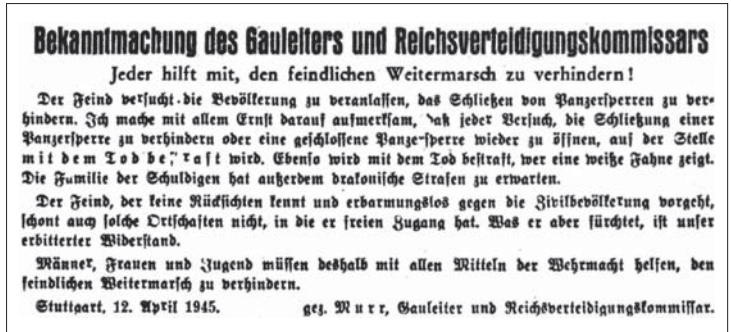 Bekanntmachung des Gauleiters und Reichsverteidigungskommissars
Jeder hilft mit, den feindlichen Weitermarsch zu verhindern!
Der Feind versucht die Bevölkerung zu veranlassen, das Schließen von Panzersperren zu ver-
hindern. Ich mache mit allem Ernst darauf aufmerksam, daß jeder Versuch, die Schließung einer
Panzersperre zu verhindern oder eine geschlossene Panzersperre wieder zu öffnen, auf der Stelle
mit dem Tod bestraft wird. Ebenso wird mit dem Tod bestraft, wer eine weiße Fahne zeigt.
Die Familie der Schuldigen hat außerdem drakonische Strafen zu erwarten.
Der Feind, der keine Rücksichten kennt und erbarmungslos gegen die Zivilbevölkerung vorgeht,
schont auch solche Ortschaften nicht, in die er freien Zugang hat. Was er aber fürchtet, ist unser
erbitterter Widerstand.
Männer, Frauen und Jugend müssen deshalb mit allen Mitteln der Wehrmacht helfen, den
feindlichen Weitermarsch zu verhindern.
Stuttgart, 12. April 1945. gez. Murr, Gauleiter und Reichsverteidigungskommissar.